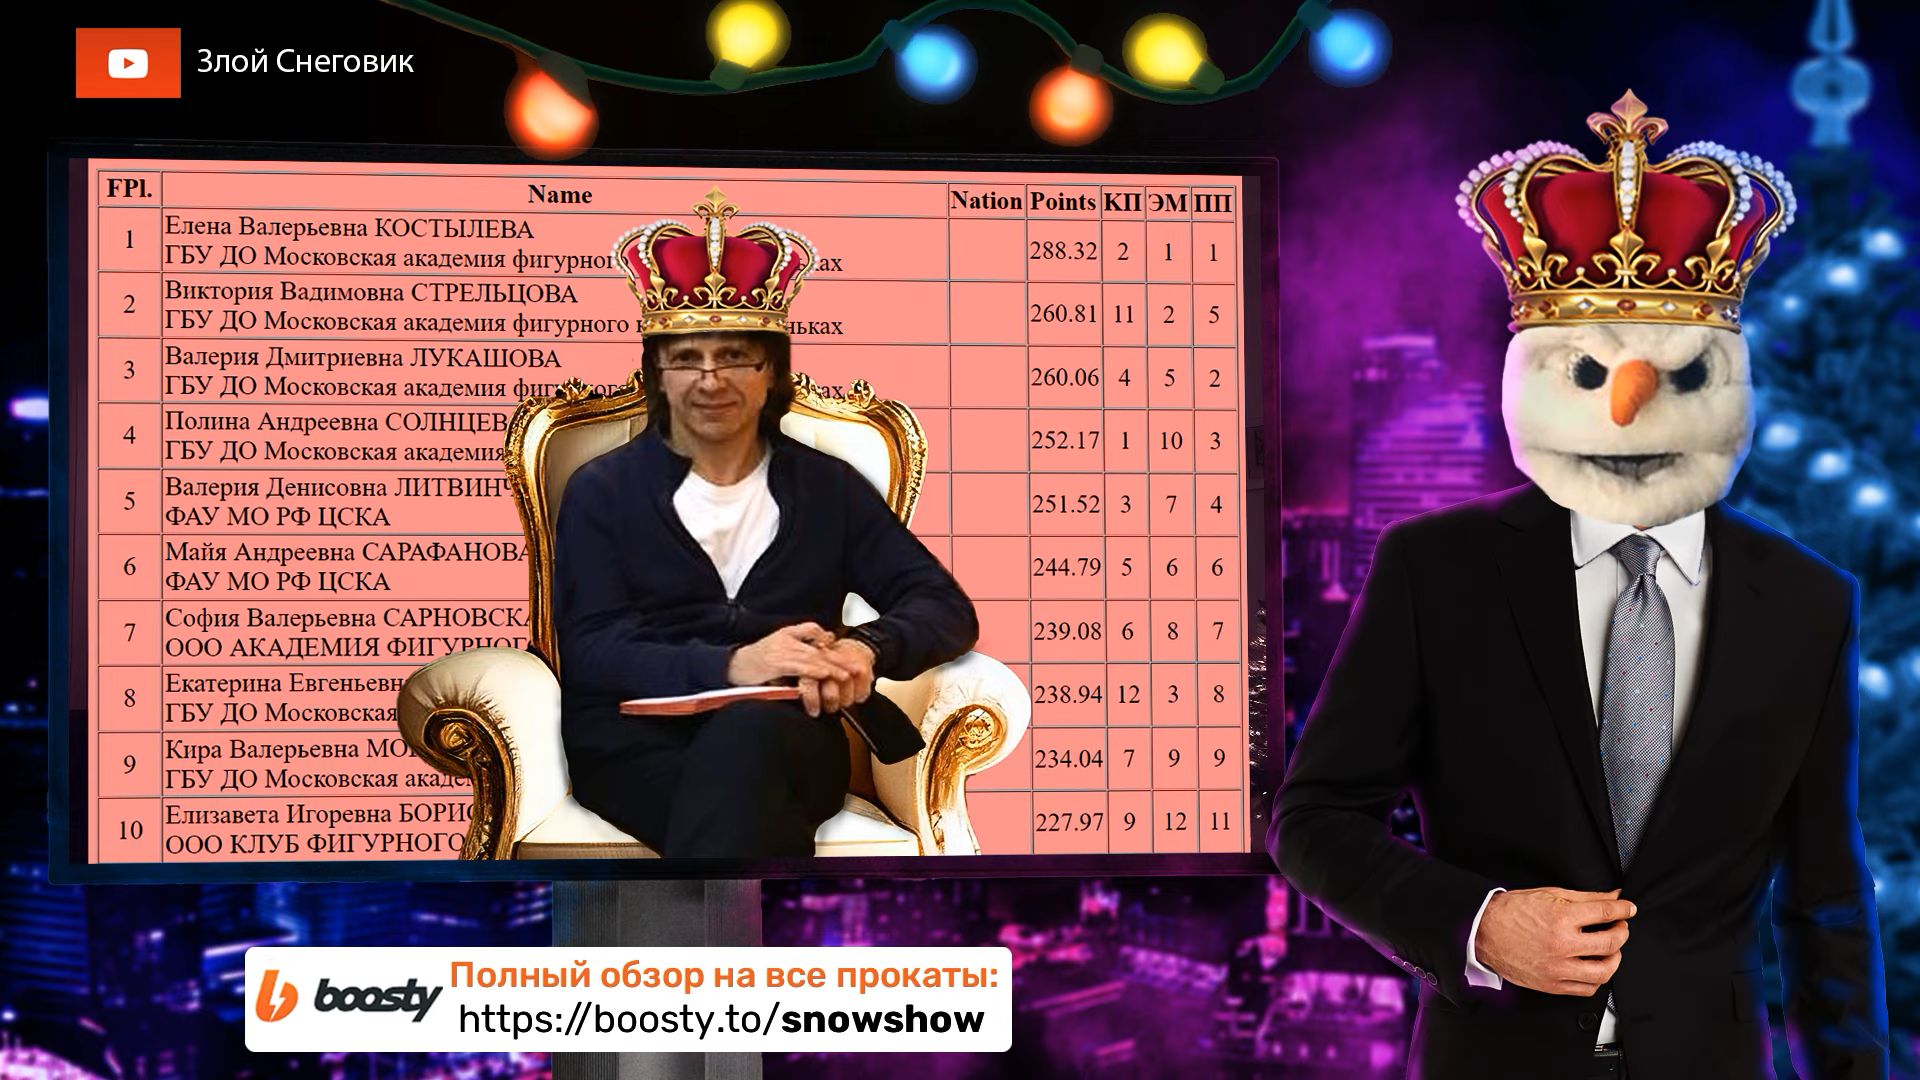 Злой Снеговик
FPl. Name Nation Points КП ЭМ ПП
1 Елена Валерьевна КОСТЫЛЕВА 288.32 2 1 1
ГБУ ДО Московская академия
2 Виктория Вадимовна СТРЕЛЬЦОВА 260.81 11 2 5
ГБУ ДО Московская академия фигурного
3 Валерия Дмитриевна ЛУКАШОВА 260.06 4 5 2
ГБУ ДО Московская академия
4 Полина Андреевна 252.17 1 10 3
ГБУ ДО Московская академия
5 Валерия Денисовна 251.52 3 7 4
ФАУ МО РФ ЦСКА
6 Майя Андреевна САРАФАНОВА 244.79 5 6 6
ФАУ МО РФ ЦСКА
7 София Валерьевна 239.08 6 8 7
ООО АКАДЕМИЯ
8 Екатерина 238.94 12 3 8
ГБУ ДО Московская
9 Кира Валерьевна 234.04 7 9 9
ГБУ ДО Московская
10 Елизавета Игоревна 227.97 9 12 11
ООО КЛУБ ФИГУРНОГО
boosty
Полный обзор на все прокаты:
https://boosty.to/snowshow